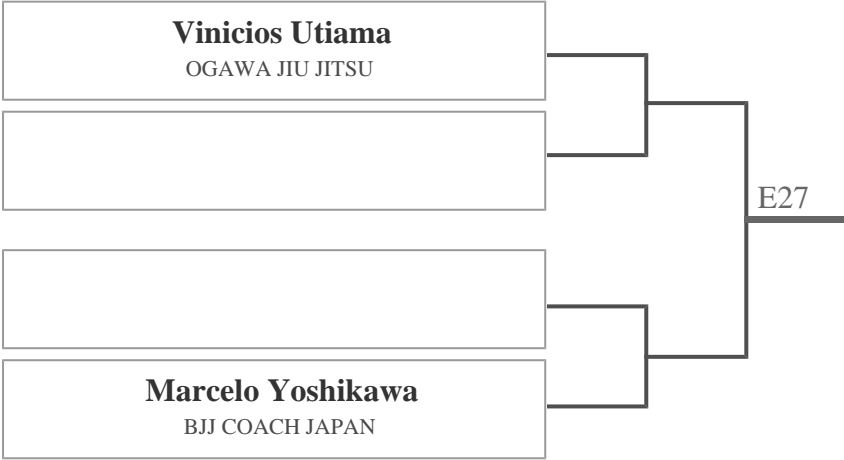 Vinicios Utiama
OGAWA JIU JITSU
E27
Marcelo Yoshikawa
BJJ COACH JAPAN